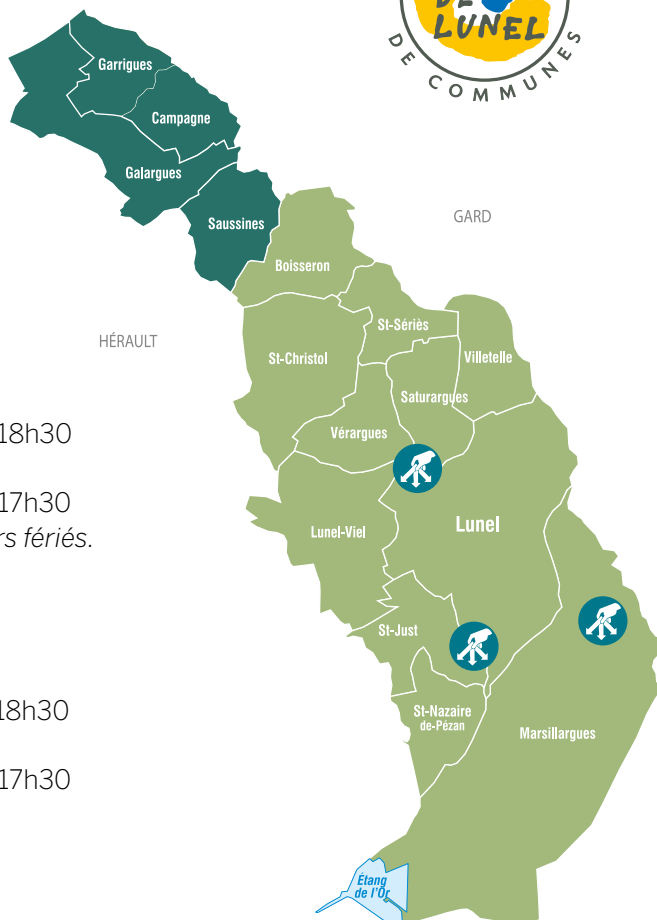 DE
LUNEL
DE COMMUNES
Garrigues
Campagne
Galargues
Saussines
GARD
Boisseron
HÉRAULT
St-Sériès
St-Christol
Villetelle
Saturargues
Vérargues
18h30
17h30
rs fériés.
Lunel-Viel
Lunel
St-Just
18h30
St-Nazaire
de-Pézan
Marsillargues
17h30
Étang
de l'Or